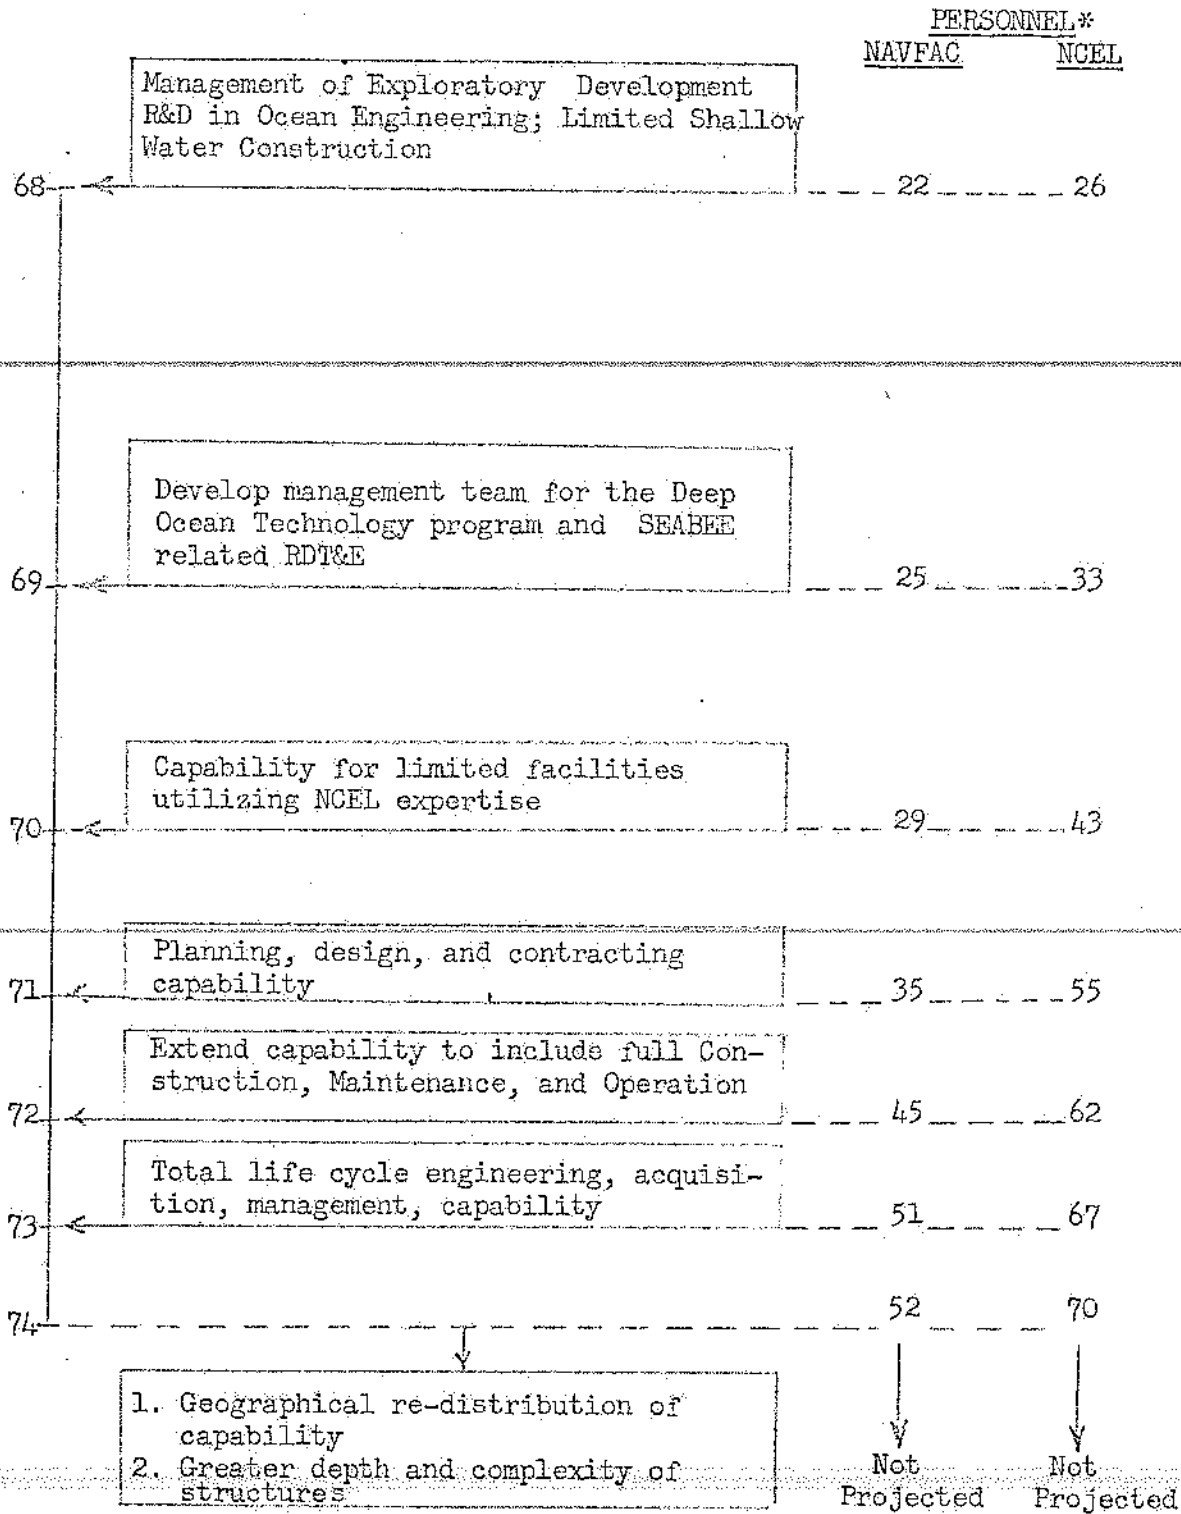 PERSONNEL*
NAVFAC NCEL
Management of Exploratory Development
R&D in Ocean Engineering; Limited Shallow
Water Construction
68 22 26
Develop management team for the Deep
Ocean Technology program and SEABEE
related RDT&E
69 25 33
Capability for limited facilities
utilizing NCEL expertise
70 29 43
Planning, design, and contracting
capability
71 35 55
Extend capability to include full Con-
struction, Maintenance, and Operation
72 45 62
Total life cycle engineering, acquisi-
tion, management, capability
73 51 67
74 52 70
1. Geographical re-distribution of
capability
2. Greater depth and complexity of
structures
Not Not
Projected Projected